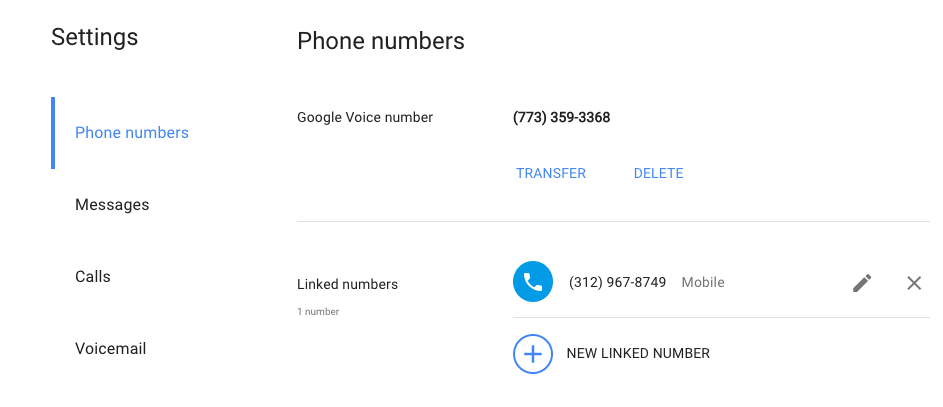 Settings
Phone numbers
Messages
Calls
Voicemail
Phone numbers
Google Voice number
(773) 359-3368
TRANSFER DELETE
Linked numbers
1 number
(312) 967-8749 Mobile
NEW LINKED NUMBER